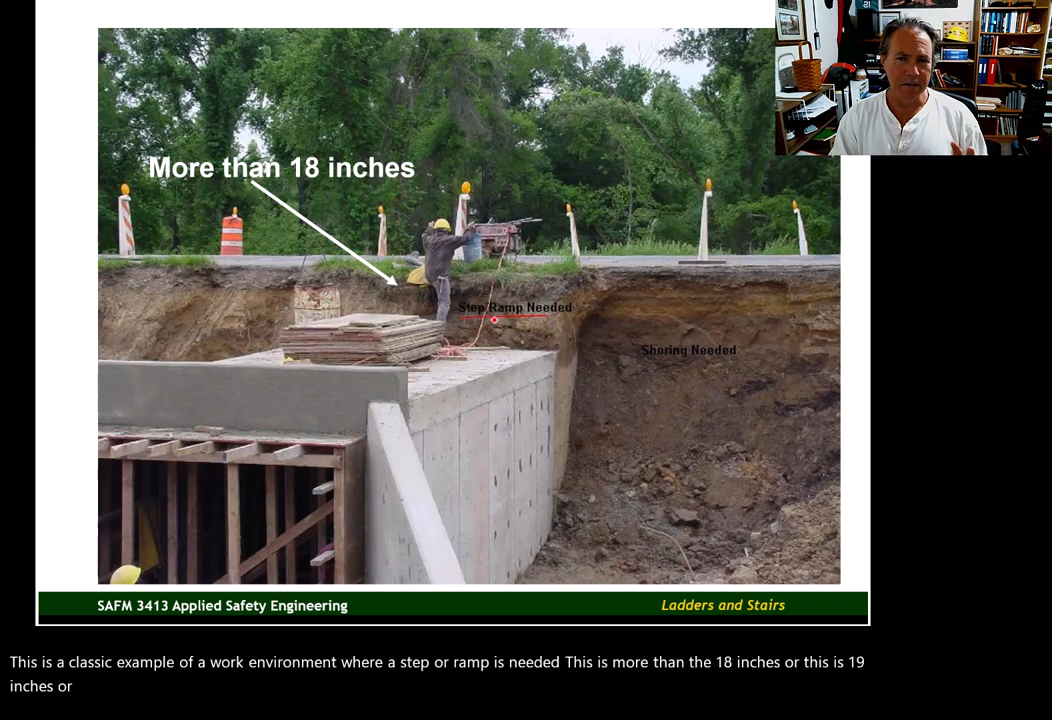 More than 18 inches
Step/Ramp Needed
Shoring Needed
SAFM 3413 Applied Safety Engineering
Ladders and Stairs
This is a classic example of a work environment where a step or ramp is needed This is more than the 18 inches or this is 19
inches or